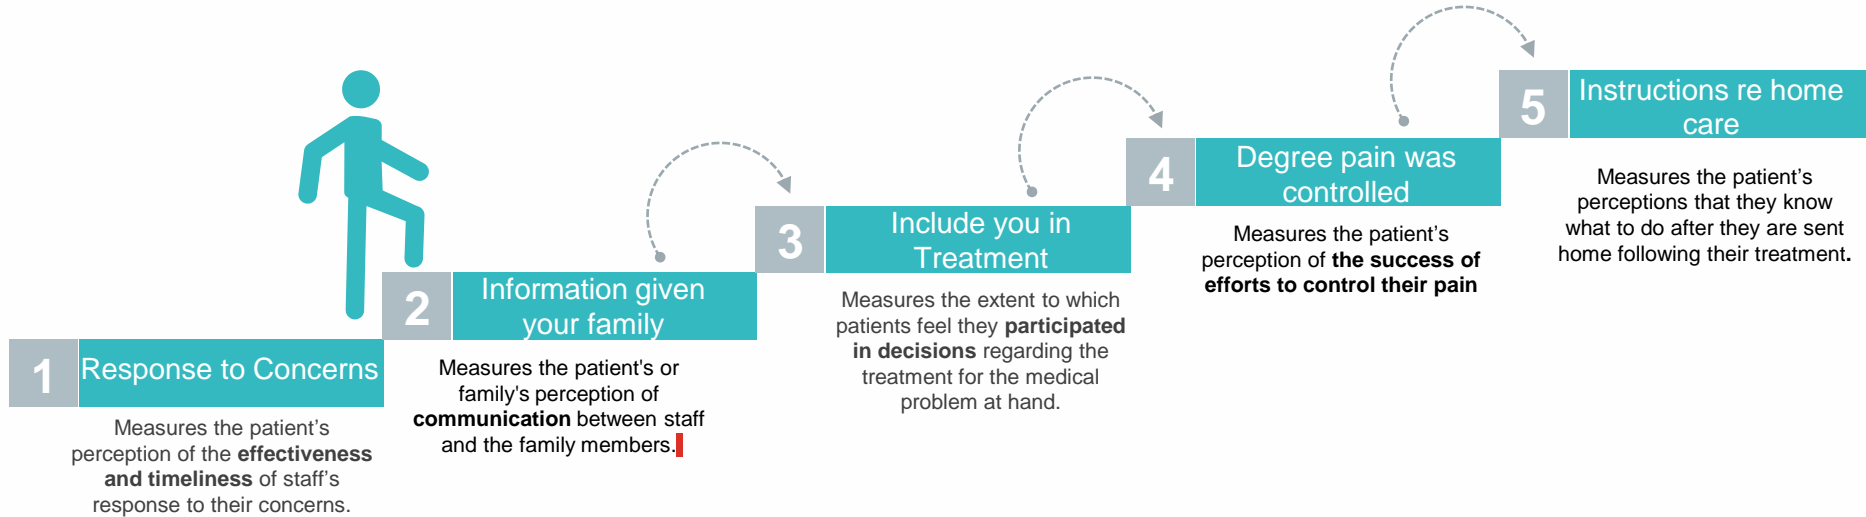 1
Response to Concerns
Measures the patient’s
perception of the effectiveness
and timeliness of staff’s
response to their concerns.
2
Information given
your family
Measures the patient's or
family's perception of
communication between staff
and the family members.
3
Include you in
Treatment
Measures the extent to which
patients feel they participated
in decisions regarding the
treatment for the medical
problem at hand.
4
Degree pain was
controlled
Measures the patient’s
perception of the success of
efforts to control their pain
5
Instructions re home
care
Measures the patient’s
perceptions that they know
what to do after they are sent
home following their treatment.